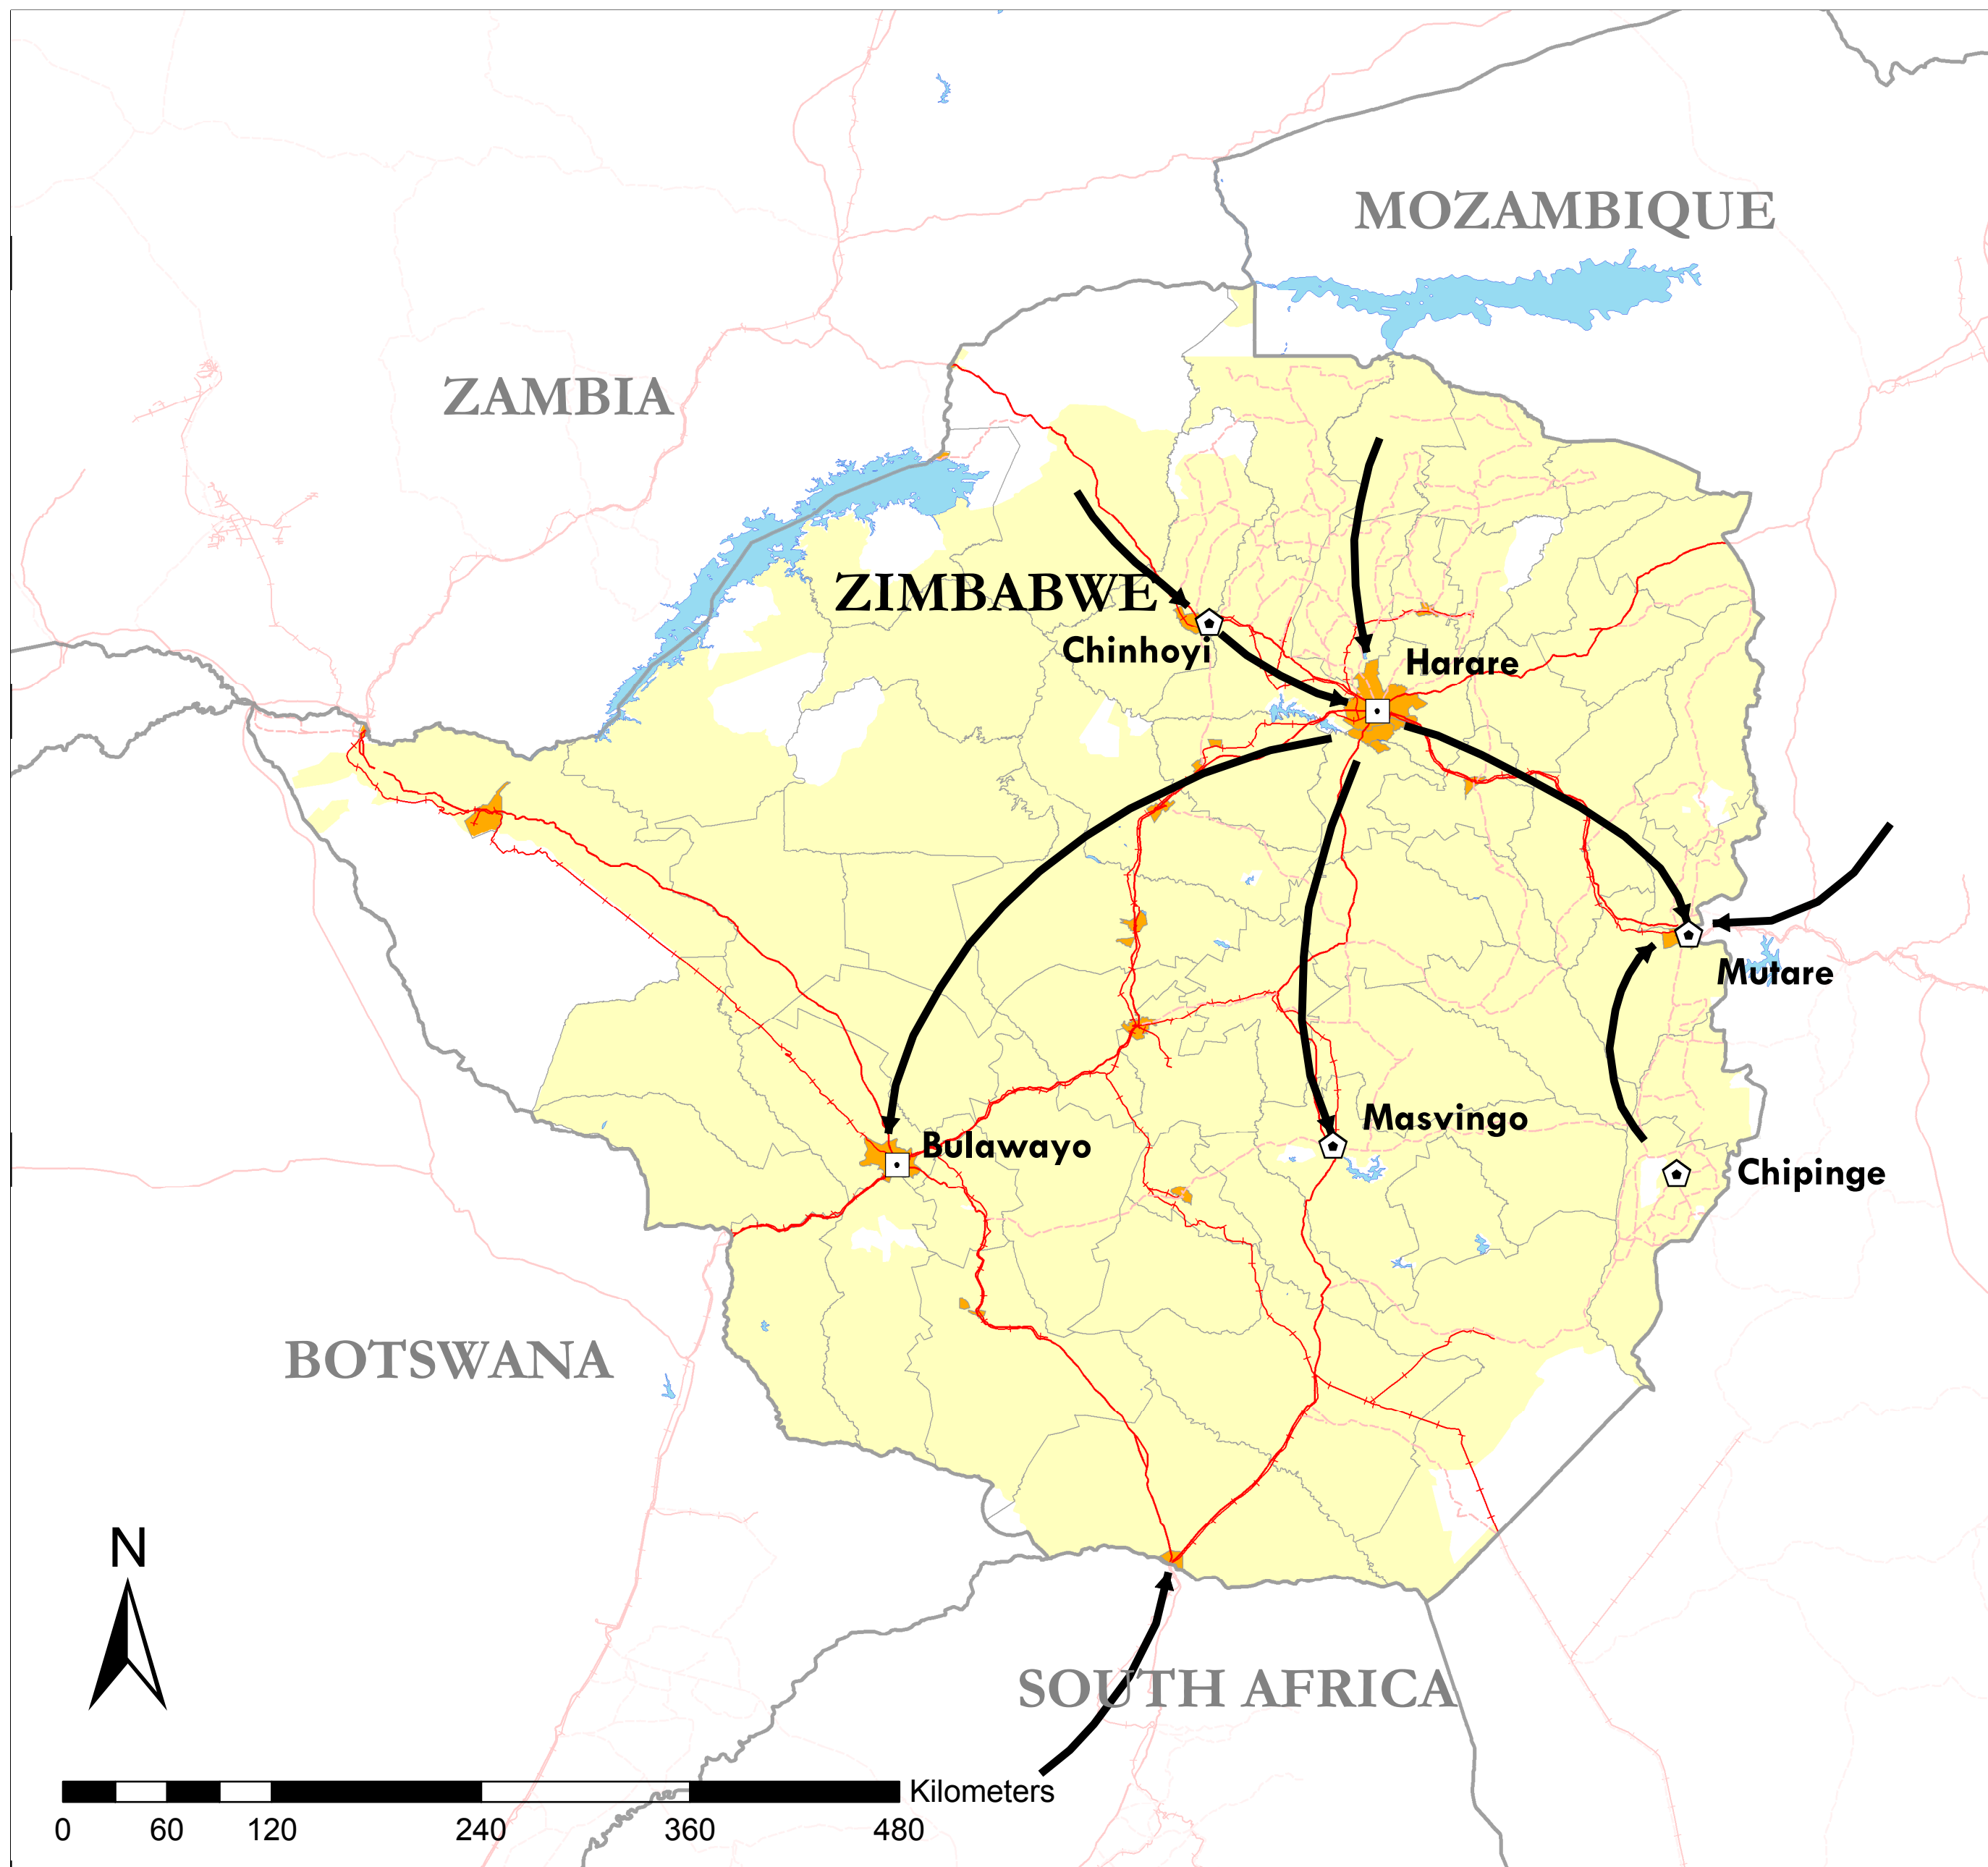 MOZAMBIQUE
ZAMBIA
ZIMBABWE
Chinhoyi
Harare
Mutare
Masvingo
Bulawayo
Chipinge
BOTSWANA
N
SOUTH AFRICA
Kilometers
0 60 120 240 360 480